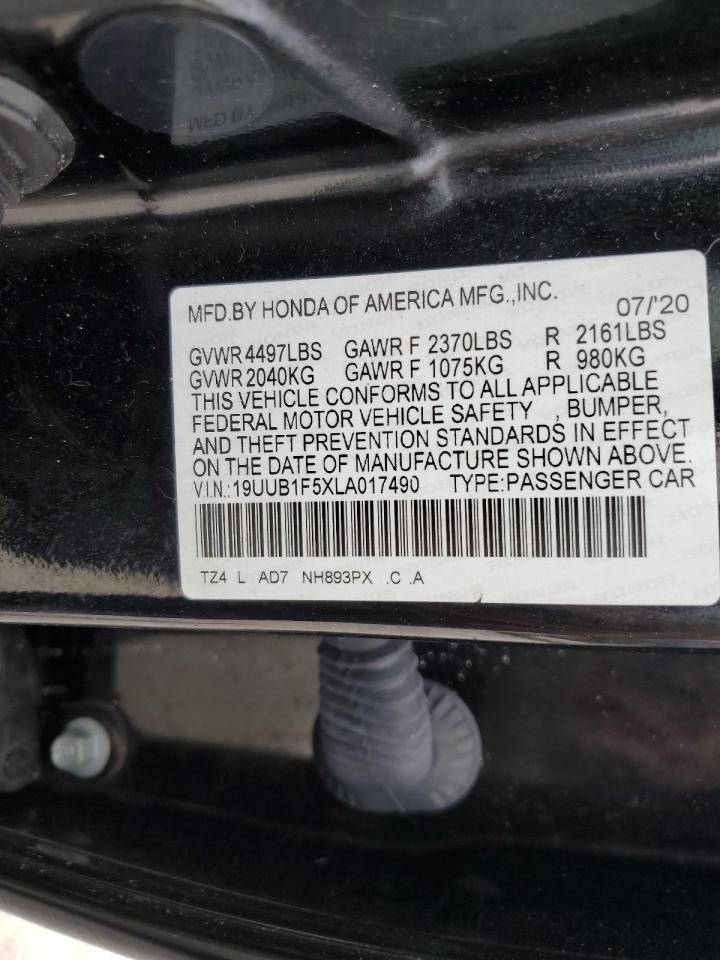 MFD BY
MFD.BY HONDA OF AMERICA MFG.,INC.
07/'20
GVWR 4497LBS GAWR F 2370LBS R 2161LBS
GVWR 2040KG GAWR F 1075KG R 980KG
THIS VEHICLE CONFORMS TO ALL APPLICABLE
FEDERAL MOTOR VEHICLE SAFETY , BUMPER,
AND THEFT PREVENTION STANDARDS IN EFFECT
ON THE DATE OF MANUFACTURE SHOWN ABOVE.
V.I.N.:19UUB1F5XLA017490 TYPE:PASSENGER CAR
TZ4 L AD7 NH893PX .C .A